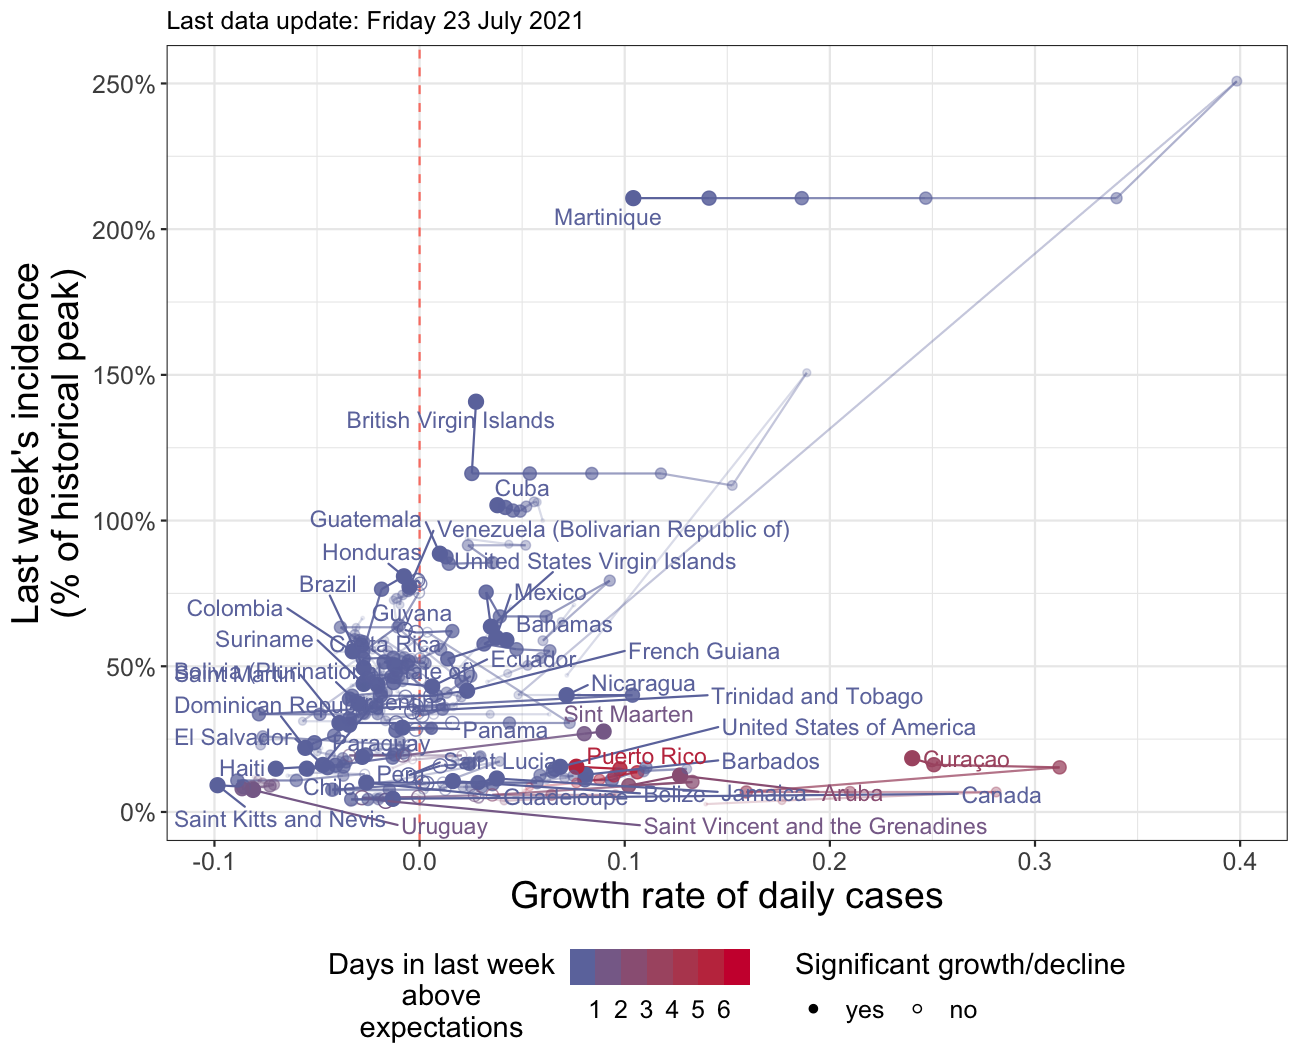 Last data update: Friday 23 July 2021
Last week's incidence
(% of historical peak)
250%
200%
150%
100%
50%
0%
Martinique
British Virgin Islands
Cuba
Guatemala
Venezuela (Bolivarian Republic of)
Honduras
United States Virgin Islands
Brazil
Mexico
Colombia
Guyana
Bahamas
Suriname
Costa Rica
French Guiana
Ecuador
Saint Martin
Nicaragua
Trinidad and Tobago
Dominican
Sint Maarten
United States of America
Panama
El Salvador
Paraguay
Puerto Rico
Saint Lucia
Barbados
Curaçao
Haiti
Peru
Chile
Guadeloupe
Belize
Jamaica
Aruba
Canada
Saint Kitts and Nevis
Uruguay
Saint Vincent and the Grenadines
-0.1
0.0
0.1
0.2
0.3
0.4
Growth rate of daily cases
Days in last week
above
expectations
1 2 3 4 5 6
Significant growth/decline
yes
no